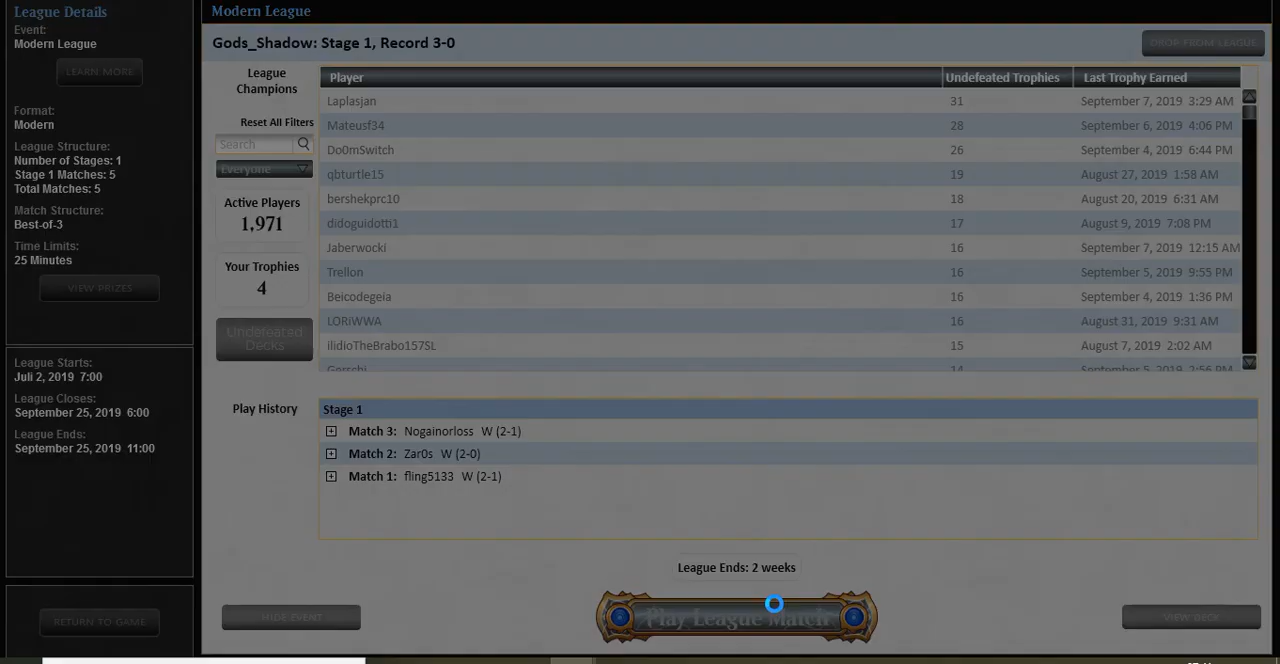 League Details
Event:
Modern League
LEARN MORE
Format:
Modern
League Structure:
Number of Stages: 1
Stage 1 Matches: 5
Total Matches: 5
Match Structure:
Best-of-3
Time Limits:
25 Minutes
VIEW PRIZES
League Starts:
Juli 2, 2019 7:00
League Closes:
September 25, 2019 6:00
League Ends:
September 25, 2019 11:00
RETURN TO GAME
Modern League
Gods_Shadow: Stage 1, Record 3-0
DROP FROM LEAGUE
League
Champions
Reset All Filters
Search
Everyone
Active Players
1,971
Your Trophies
4
Undefeated
Decks
Player Undefeated Trophies Last Trophy Earned
Laplasjan 31 September 7, 2019 3:29 AM
Mateusf34 28 September 6, 2019 4:06 PM
Do0mSwitch 26 September 4, 2019 6:44 PM
qbturtle15 19 August 27, 2019 1:58 AM
bershekprc10 18 August 20, 2019 6:31 AM
didoguidotti1 17 August 9, 2019 7:08 PM
Jaberwocki 16 September 7, 2019 12:15 AM
Trellon 16 September 5, 2019 9:55 PM
Beicodegeia 16 September 4, 2019 1:36 PM
LORiWWA 16 August 31, 2019 9:31 AM
ilidioTheBrabo157SL 15 August 7, 2019 2:02 AM
14 September 5, 2019 2:56 PM
Play History
Stage 1
Match 3: Nogainorloss W (2-1)
Match 2: Zar0s W (2-0)
Match 1: fling5133 W (2-1)
League Ends: 2 weeks
HIDE EVENT
Play League Match
VIEW DECK